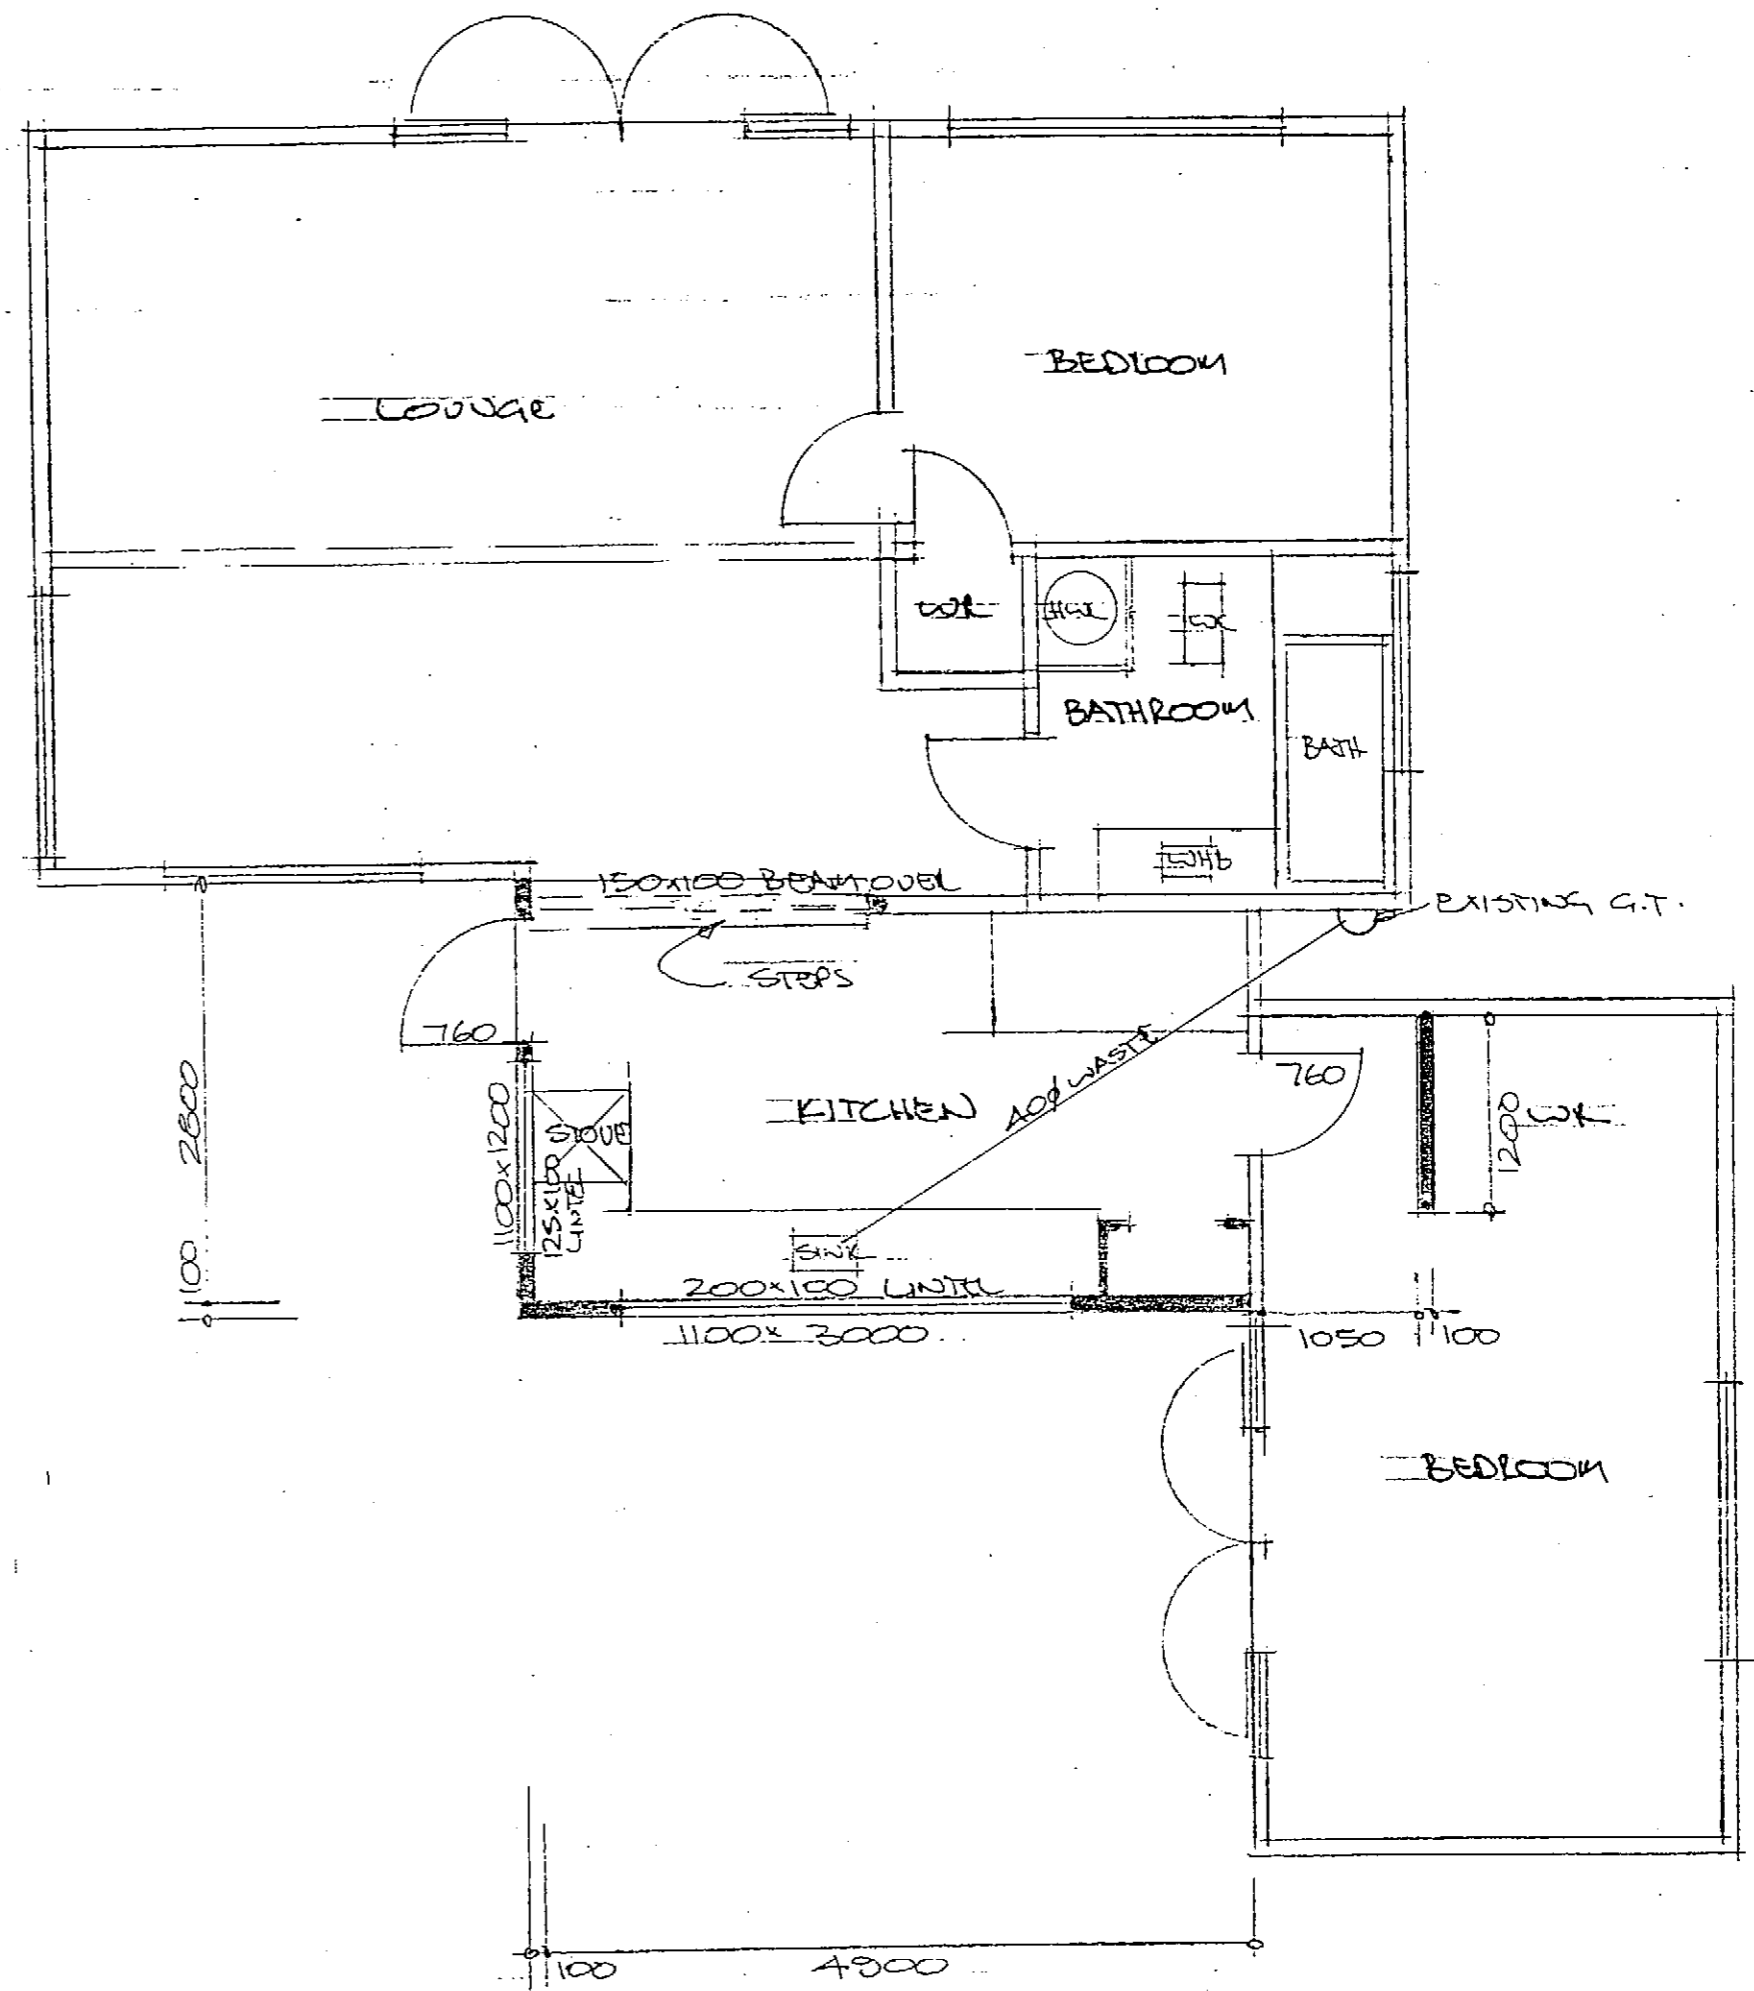 BEDROOM
LOUNGE
WR
HWC
WC
BATHROOM
BATH
WHb
150x100 BEAM OVER
EXISTING G.T.
STEPS
760
760
2800
100
1100x1200
STOVE
125x100
LINTEL
KITCHEN
40ø WASTE
1200
WR
SINK
200x100 LINTEL
1100x3000
1050
100
BEDROOM
100
4900